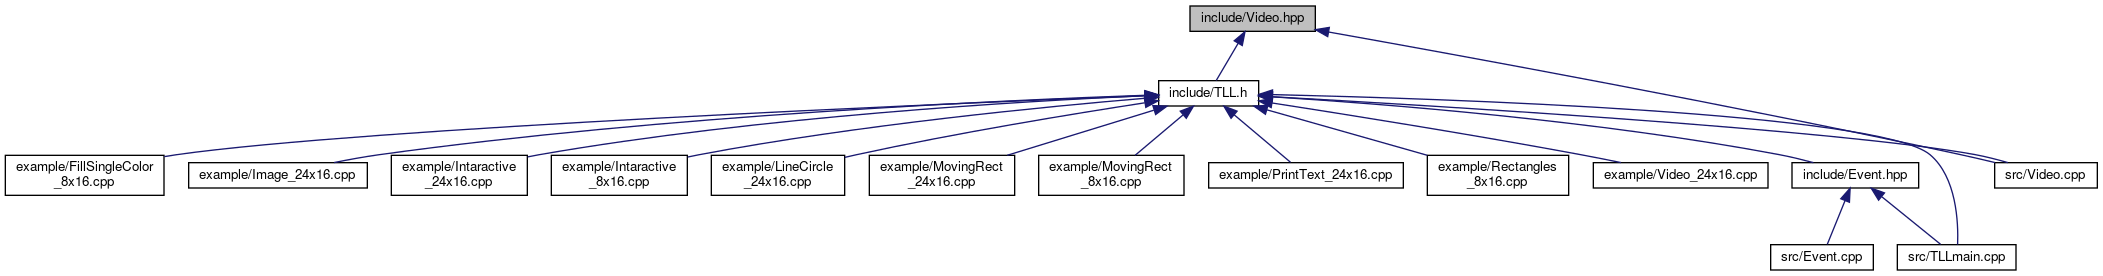 include/Video.hpp
include/TLL.h
example/FillSingleColor
_8x16.cpp
example/Image_24x16.cpp
example/Intaractive
_24x16.cpp
example/Intaractive
_8x16.cpp
example/LineCircle
_24x16.cpp
example/MovingRect
_24x16.cpp
example/MovingRect
_8x16.cpp
example/PrintText_24x16.cpp
example/Rectangles
_8x16.cpp
example/Video_24x16.cpp
include/Event.hpp
src/Video.cpp
src/Event.cpp
src/TLLmain.cpp